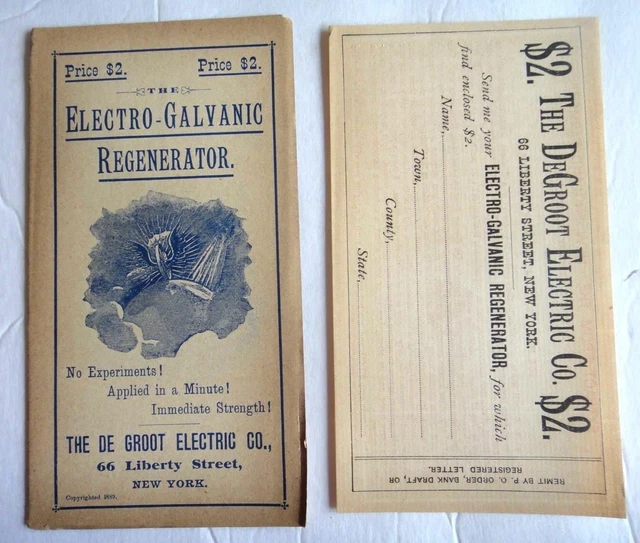 Price $2. Price $2.
THE
ELECTRO-GALVANIC
REGENERATOR.
No Experiments!
Applied in a Minute!
Immediate Strength!
THE DE GROOT ELECTRIC CO.,
66 Liberty Street,
NEW YORK.
Copyrighted
$2. THE DEGROOT ELECTRIC CO. $2.
66 LIBERTY STREET, NEW YORK.
Send me your ELECTRO-GALVANIC REGENERATOR, for which
find enclosed $2.
Name,
Town,
County,
State,
REMIT BY P. O. ORDER, BANK DRAFT, OR
REGISTERED LETTER.